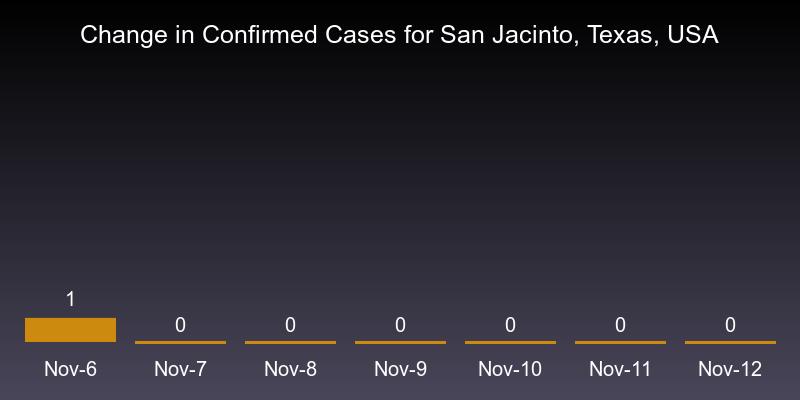 Change in Confirmed Cases for San Jacinto, Texas, USA
1 0 0 0 0 0 0
Nov-6 Nov-7 Nov-8 Nov-9 Nov-10 Nov-11 Nov-12